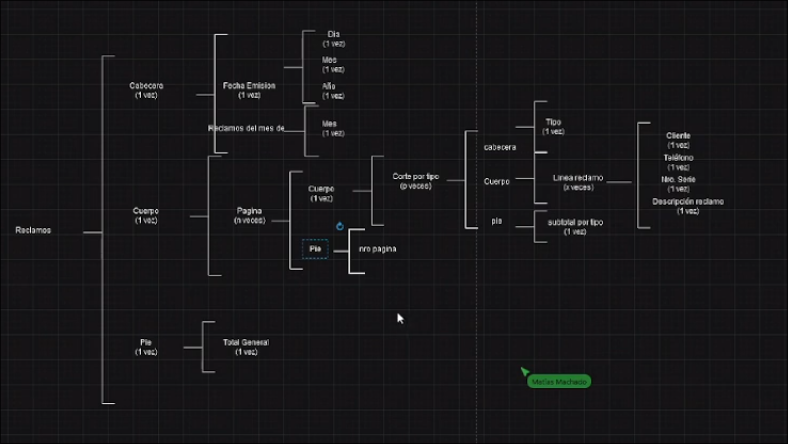 Dia
(1 vez)
Mes
(1 vez)
Año
(1 vez)
Cabecera
(1 vez)
Fecha Emision
(1 vez)
Reclamos del mes de
Mes
(1 vez)
Tipo
(1 vez)
cabecera
Cliente
(1 vez)
Teléfono
(1 vez)
Nro. Serie
(1 vez)
Descripción reclamo
(1 vez)
Corte por tipo
(p veces)
Cuerpo
Linea reclamo
(x veces)
Cuerpo
(1 vez)
Cuerpo
(1 vez)
Pagina
(n veces)
pie
subtotal por tipo
(1 vez)
Reclamos
Pie
nro pagina
Pie
(1 vez)
Total General
(1 vez)
Matias Machado